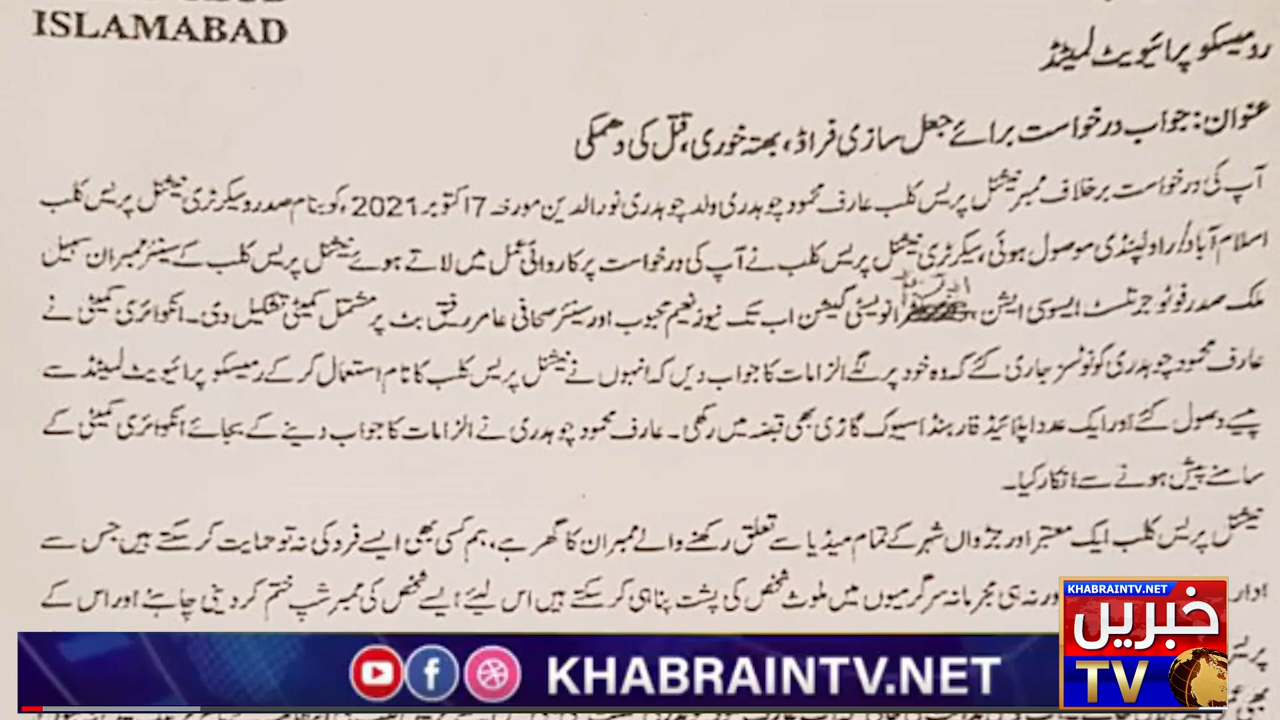 ISLAMABAD
رومیسکو پرائیویٹ لمیٹڈ
عنوان: جواب درخواست برائے جعل سازی فراڈ، بھتہ خوری، قتل کی دھمکی
آپ کی درخواست برخلاف ممبر نیشنل پریس کلب عارف محمود چوہدری ولد چوہدری نور الدین مورخہ 17 اکتوبر 2021، کو بنام صدر و سیکرٹری نیشنل پریس کلب
اسلام آباد/راولپنڈی موصول ہوئی، سیکرٹری نیشنل پریس کلب نے آپ کی درخواست پر کاروائی عمل میں لاتے ہوئے نیشنل پریس کلب کے سینئر ممبران سہیل
ملک صدر فوٹو جرنلسٹ ایسوسی ایشن انویسٹی گیشن اب تک نیوز نعیم محبوب اور سینئر صحافی عامر رفیق بٹ پر مشتمل کمیٹی تشکیل دی۔ انکوائری کمیٹی نے
عارف محمود چوہدری کو نوٹسز جاری کئے کہ وہ خود پر لگے الزامات کا جواب دیں کہ انہوں نے نیشنل پریس کلب کا نام استعمال کر کے رمیسکو پرائیویٹ لمیٹڈ سے
پیسے وصول کئے اور ایک عدد اپلائیڈ فار ہنڈا سیوک گاڑی بھی قبضہ میں رکھی۔ عارف محمود چوہدری نے الزامات کا جواب دینے کے بجائے انکوائری کمیٹی کے
سامنے پیش ہونے سے انکار کیا۔
نیشنل پریس کلب ایک معتبر اور جڑواں شہر کے تمام میڈیا سے تعلق رکھنے والے ممبران کا گھر ہے، ہم کسی بھی ایسے فرد کی نہ تو حمایت کر سکتے ہیں جس سے
ور نہ ہی مجرمانہ سرگرمیوں میں ملوث شخص کی پشت پناہی کر سکتے ہیں اس لیئے ایسے شخص کی ممبر شپ ختم کر دینی چاہئے اور اس کے
KHABRAINTV.NET
خبریں
TV
KHABRAINTV.NET